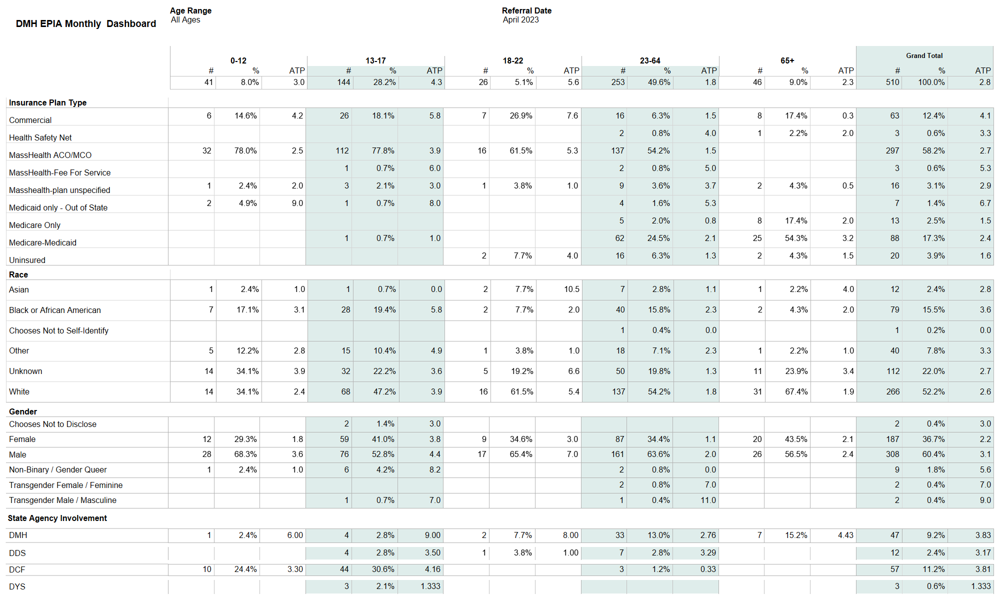 Age Range
All Ages
Referral Date
April 2023
DMH EPIA Monthly Dashboard
0-12 13-17 18-22 23-64 65+ Grand Total
# % ATP # % ATP # % ATP # % ATP # % ATP # % ATP
41 8.0% 3.0 144 28.2% 4.3 26 5.1% 5.6 253 49.6% 1.8 46 9.0% 2.3 510 100.0% 2.8
Insurance Plan Type
Commercial 6 14.6% 4.2 26 18.1% 5.8 7 26.9% 7.6 16 6.3% 1.5 8 17.4% 0.3 63 12.4% 4.1
Health Safety Net 2 0.8% 4.0 1 2.2% 2.0 3 0.6% 3.3
MassHealth ACO/MCO 32 78.0% 2.5 112 77.8% 3.9 16 61.5% 5.3 137 54.2% 1.5 297 58.2% 2.7
MassHealth-Fee For Service 1 0.7% 6.0 2 0.8% 5.0 3 0.6% 5.3
Masshealth-plan unspecified 1 2.4% 2.0 3 2.1% 3.0 1 3.8% 1.0 9 3.6% 3.7 2 4.3% 0.5 16 3.1% 2.9
Medicaid only - Out of State 2 4.9% 9.0 1 0.7% 8.0 4 1.6% 5.3 7 1.4% 6.7
Medicare Only 5 2.0% 0.8 8 17.4% 2.0 13 2.5% 1.5
Medicare-Medicaid 1 0.7% 1.0 62 24.5% 2.1 25 54.3% 3.2 88 17.3% 2.4
Uninsured 2 7.7% 4.0 16 6.3% 1.3 2 4.3% 1.5 20 3.9% 1.6
Race
Asian 1 2.4% 1.0 1 0.7% 0.0 2 7.7% 10.5 7 2.8% 1.1 1 2.2% 4.0 12 2.4% 2.8
Black or African American 7 17.1% 3.1 28 19.4% 5.8 2 7.7% 2.0 40 15.8% 2.3 2 4.3% 2.0 79 15.5% 3.6
Chooses Not to Self-Identify 1 0.4% 0.0 1 0.2% 0.0
Other 5 12.2% 2.8 15 10.4% 4.9 1 3.8% 1.0 18 7.1% 2.3 1 2.2% 1.0 40 7.8% 3.3
Unknown 14 34.1% 3.9 32 22.2% 3.6 5 19.2% 6.6 50 19.8% 1.3 11 23.9% 3.4 112 22.0% 2.7
White 14 34.1% 2.4 68 47.2% 3.9 16 61.5% 5.4 137 54.2% 1.8 31 67.4% 1.9 266 52.2% 2.6
Gender
Chooses Not to Disclose 2 1.4% 3.0 2 0.4% 3.0
Female 12 29.3% 1.8 59 41.0% 3.8 9 34.6% 3.0 87 34.4% 1.1 20 43.5% 2.1 187 36.7% 2.2
Male 28 68.3% 3.6 76 52.8% 4.4 17 65.4% 7.0 161 63.6% 2.0 26 56.5% 2.4 308 60.4% 3.1
Non-Binary / Gender Queer 1 2.4% 1.0 6 4.2% 8.2 2 0.8% 0.0 9 1.8% 5.6
Transgender Female / Feminine 2 0.8% 7.0 2 0.4% 7.0
Transgender Male / Masculine 1 0.7% 7.0 1 0.4% 11.0 2 0.4% 9.0
State Agency Involvement
DMH 1 2.4% 6.00 4 2.8% 9.00 2 7.7% 8.00 33 13.0% 2.76 7 15.2% 4.43 47 9.2% 3.83
DDS 4 2.8% 3.50 1 3.8% 1.00 7 2.8% 3.29 12 2.4% 3.17
DCF 10 24.4% 3.30 44 30.6% 4.16 3 1.2% 0.33 57 11.2% 3.81
DYS 3 2.1% 1.333 3 0.6% 1.333